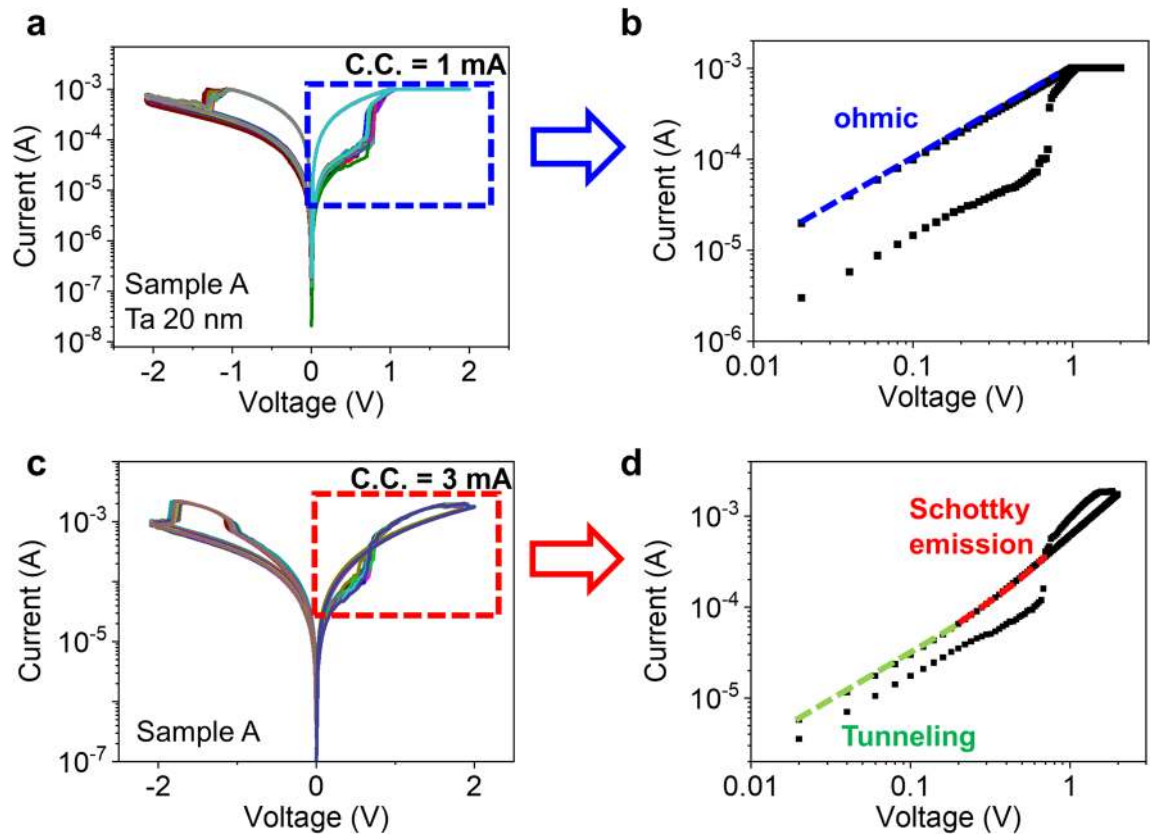 a
C.C. = 1 mA
10⁻³
10⁻⁴
10⁻⁵
10⁻⁶
10⁻⁷
10⁻⁸
Current (A)
Sample A
Ta 20 nm
-2 -1 0 1 2
Voltage (V)
b
10⁻³
10⁻⁴
10⁻⁵
10⁻⁶
Current (A)
ohmic
0.01 0.1 1
Voltage (V)
c
C.C. = 3 mA
10⁻³
10⁻⁵
10⁻⁷
Current (A)
Sample A
-2 0 2
Voltage (V)
d
10⁻³
10⁻⁴
10⁻⁵
Current (A)
Schottky
emission
Tunneling
0.01 0.1 1
Voltage (V)